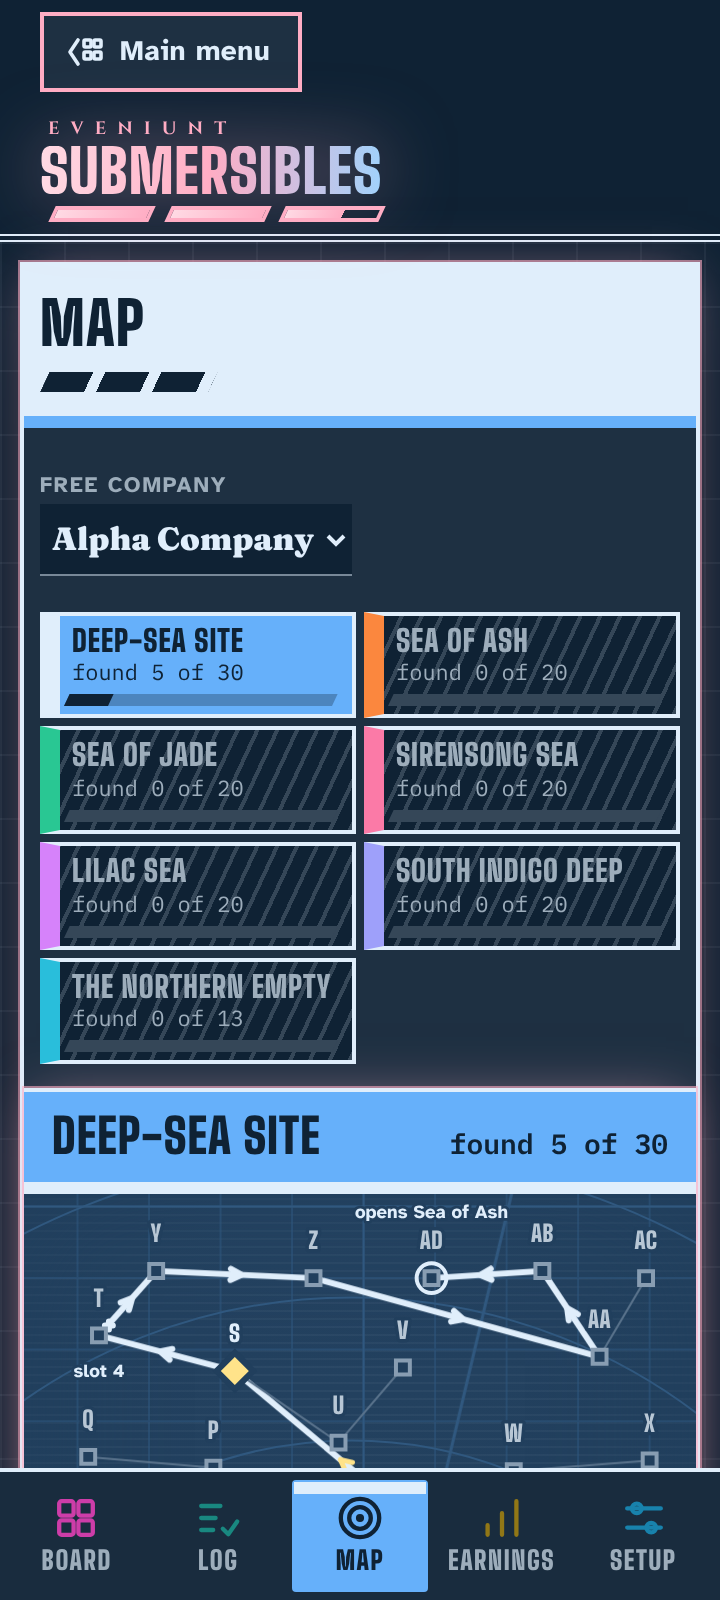 Main menu
EVENIUNT
SUBMERSIBLES
MAP
FREE COMPANY
Alpha Company
DEEP-SEA SITE
found 5 of 30
SEA OF ASH
found 0 of 20
SEA OF JADE
found 0 of 20
SIRENSONG SEA
found 0 of 20
LILAC SEA
found 0 of 20
SOUTH INDIGO DEEP
found 0 of 20
THE NORTHERN EMPTY
found 0 of 13
DEEP-SEA SITE found 5 of 30
opens Sea of Ash
Y Z AD AB AC
T
S V AA
slot 4
Q P U W X
BOARD LOG MAP EARNINGS SETUP